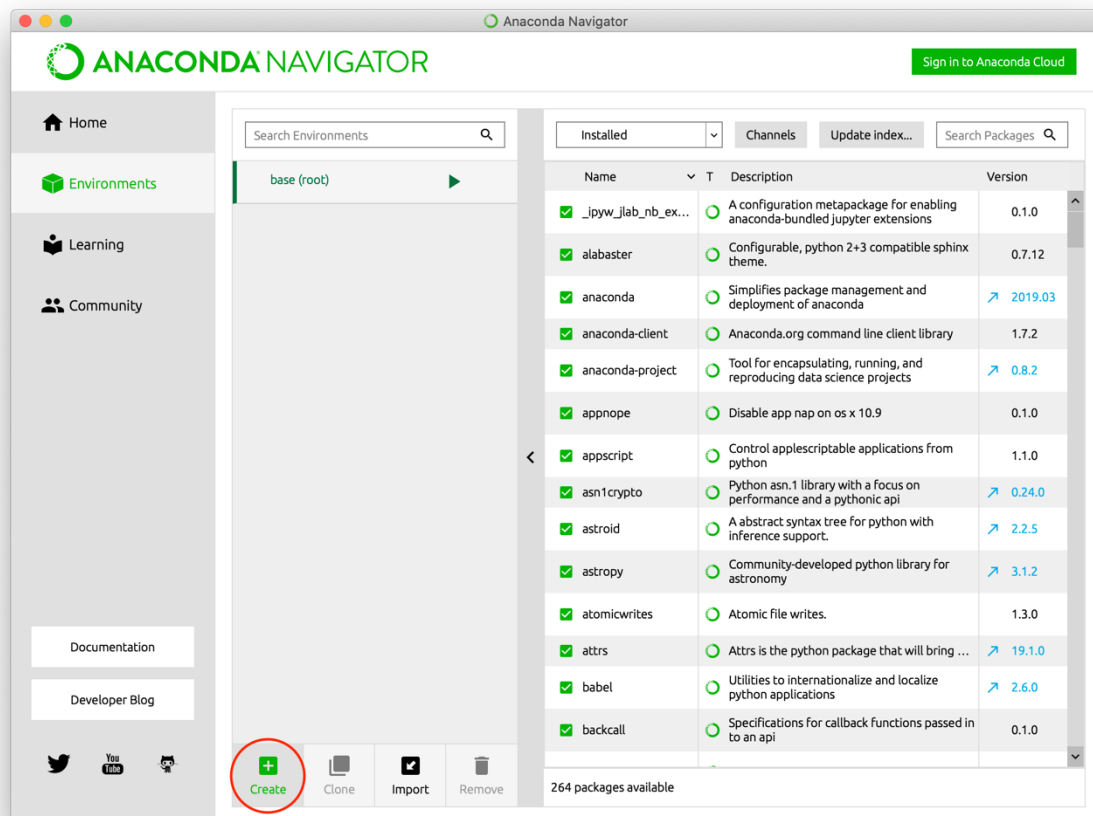 Anaconda Navigator
ANACONDA NAVIGATOR
Sign in to Anaconda Cloud
Home
Environments
Learning
Community
Documentation
Developer Blog
You
Tube
Search Environments
base (root)
Create
Clone
Import
Remove
Installed
Channels
Update index...
Search Packages
Name T Description Version
_ipyw_jlab_nb_ex... A configuration metapackage for enabling
anaconda-bundled jupyter extensions 0.1.0
alabaster Configurable, python 2+3 compatible sphinx
theme. 0.7.12
anaconda Simplifies package management and
deployment of anaconda 2019.03
anaconda-client Anaconda.org command line client library 1.7.2
anaconda-project Tool for encapsulating, running, and
reproducing data science projects 0.8.2
appnope Disable app nap on os x 10.9 0.1.0
appscript Control applescriptable applications from
python 1.1.0
asn1crypto Python asn.1 library with a focus on
performance and a pythonic api 0.24.0
astroid A abstract syntax tree for python with
inference support. 2.2.5
astropy Community-developed python library for
astronomy 3.1.2
atomicwrites Atomic file writes. 1.3.0
attrs Attrs is the python package that will bring ... 19.1.0
babel Utilities to internationalize and localize
python applications 2.6.0
backcall Specifications for callback functions passed in
to an api 0.1.0
264 packages available